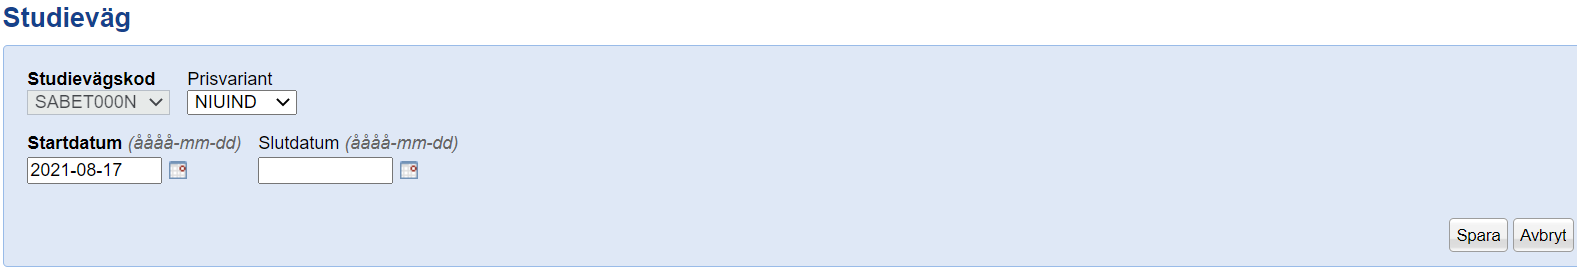 Studieväg
Studievägskod Prisvariant
SABET000N NIUIND
Startdatum (åååå-mm-dd) Slutdatum (åååå-mm-dd)
2021-08-17
Spara Avbryt